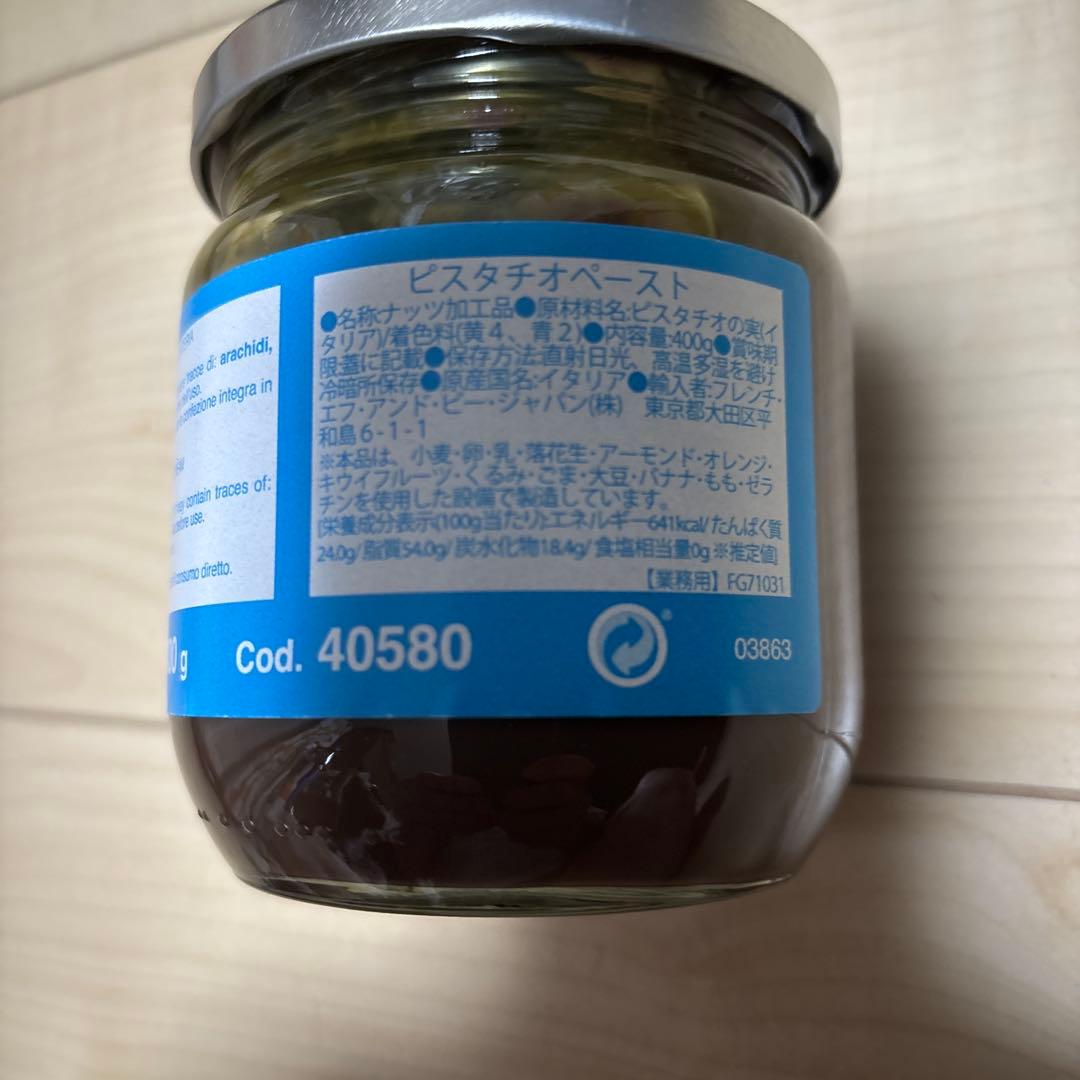 tracce di: arachidi,
confezione integra in
may contain traces of:
before use.
consumo diretto.
g
Cod. 40580
ピスタチオペースト
●名称:ナッツ加工品●原材料名:ピスタチオの実(イ
タリア)/着色料(黄4、青2)●内容量:400g●賞味期
限蓋に記載●保存方法:直射日光、高温多湿を避け
冷暗所保存●原産国名:イタリア●輸入者:フレンチ・
エフ・アンド・ビー・ジャパン(株) 東京都大田区平
和島6-1-1
※本品は、小麦・卵・乳・落花生・アーモンド・オレンジ・
キウイフルーツ・くるみ・ごま・大豆・バナナ・もも・ゼラ
チンを使用した設備で製造しています。
[栄養成分表示(100g当たり):エネルギー641kcal/たんぱく質
24.0g/脂質54.0g/炭水化物18.4g/食塩相当量0g ※推定値]
【業務用】FG71031
03863